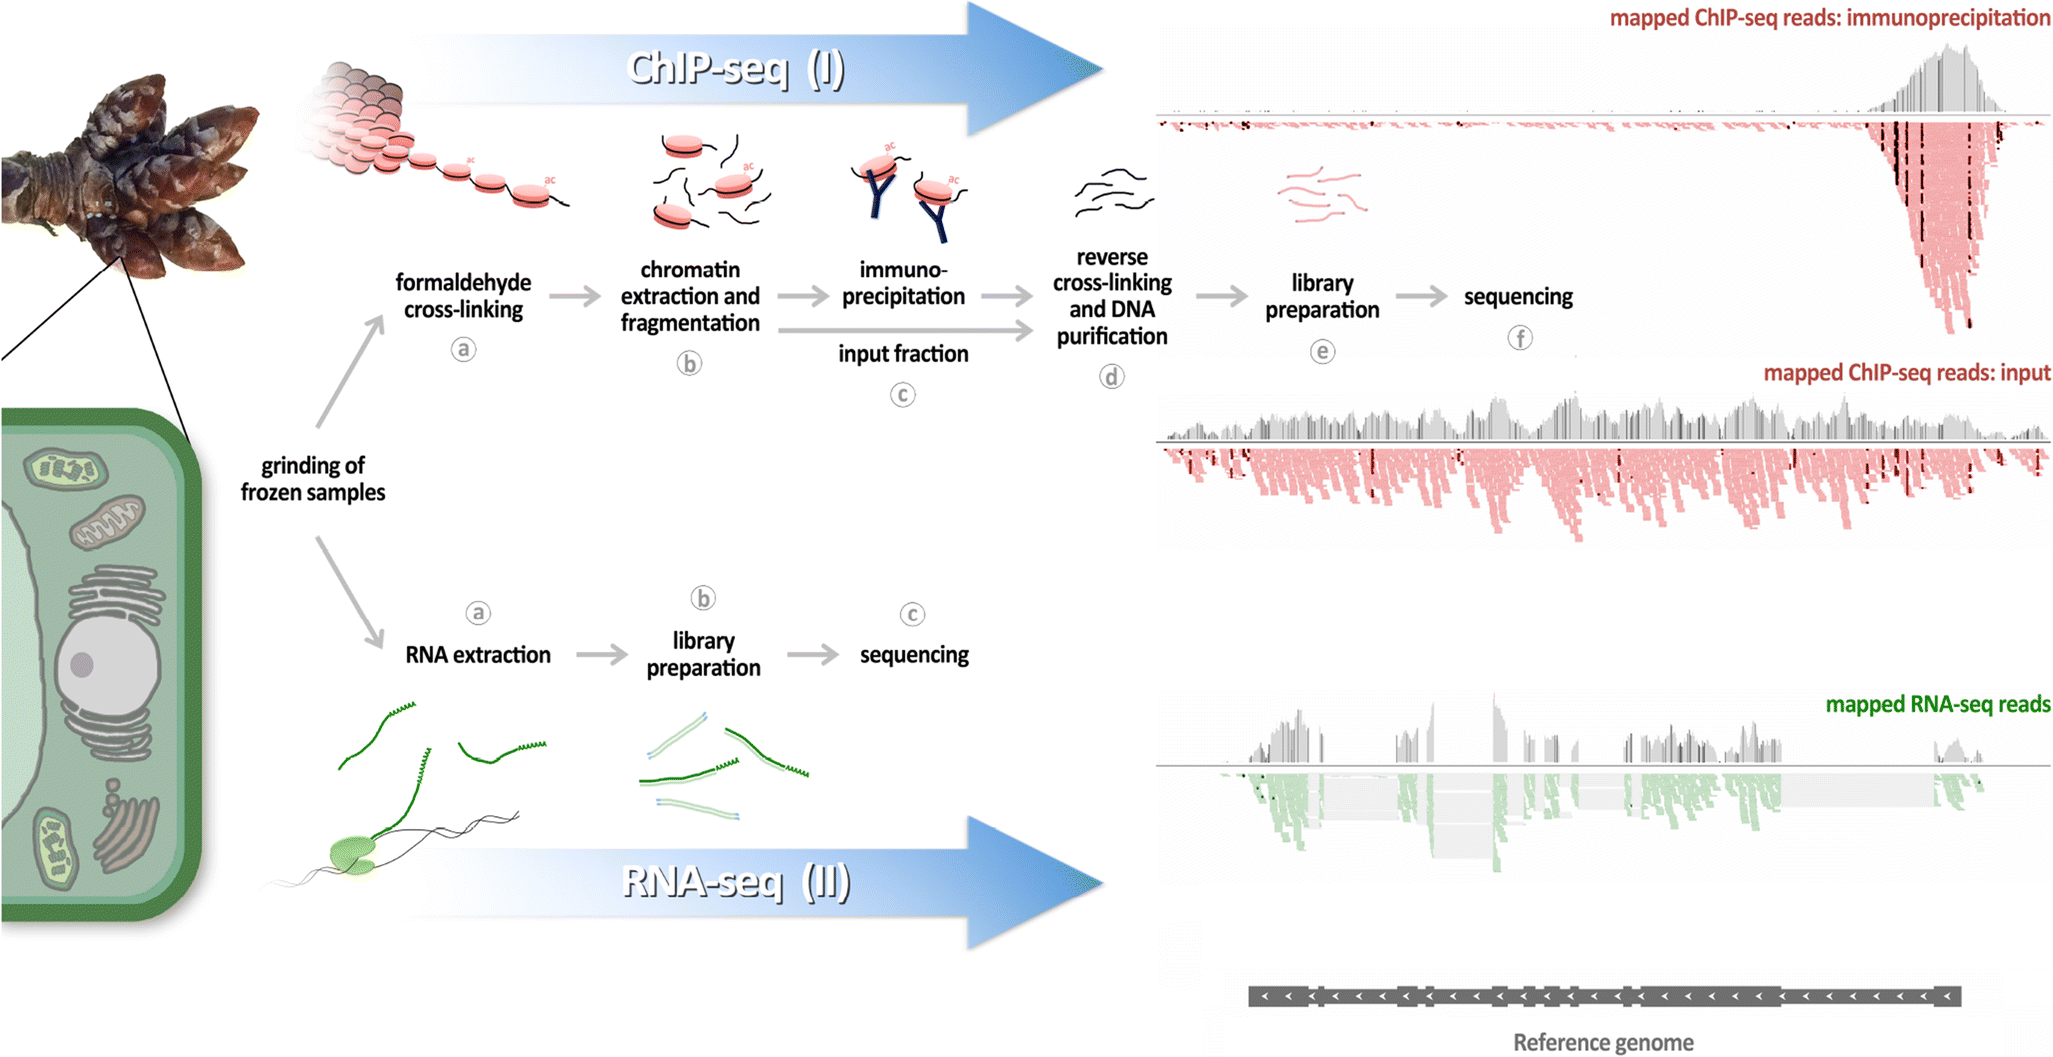 ChIP-seq (I)
mapped ChIP-seq reads: immunoprecipitation
ac
ac
ac
ac
ac
formaldehyde
cross-linking
a
chromatin
extraction and
fragmentation
b
immuno-
precipitation
input fraction
c
reverse
cross-linking
and DNA
purification
d
library
preparation
e
sequencing
f
mapped ChIP-seq reads: input
grinding of
frozen samples
a
RNA extraction
b
library
preparation
c
sequencing
mapped RNA-seq reads
RNA-seq (II)
Reference genome